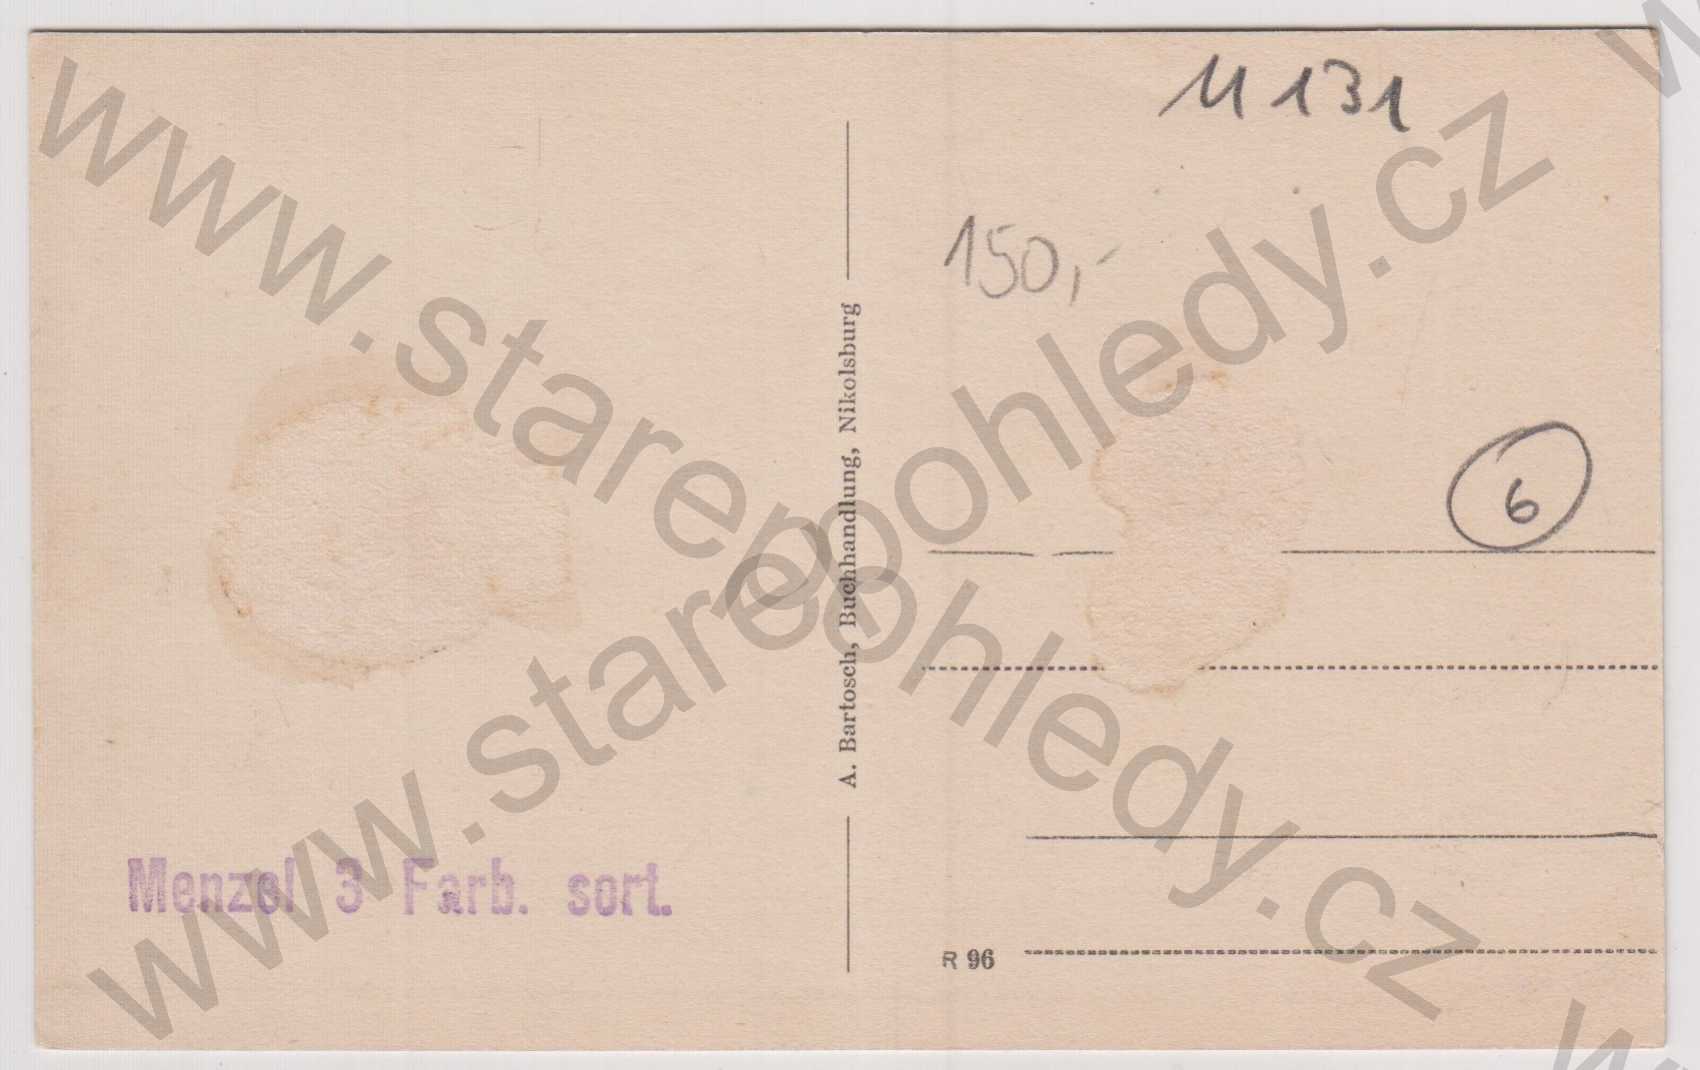 M 131
150,-
A. Bartosch, Buchhandlung, Nikolsburg
6
Menzel 3 Farb. sort.
R 96
www.starepohledy.cz
www.starepohledy.cz